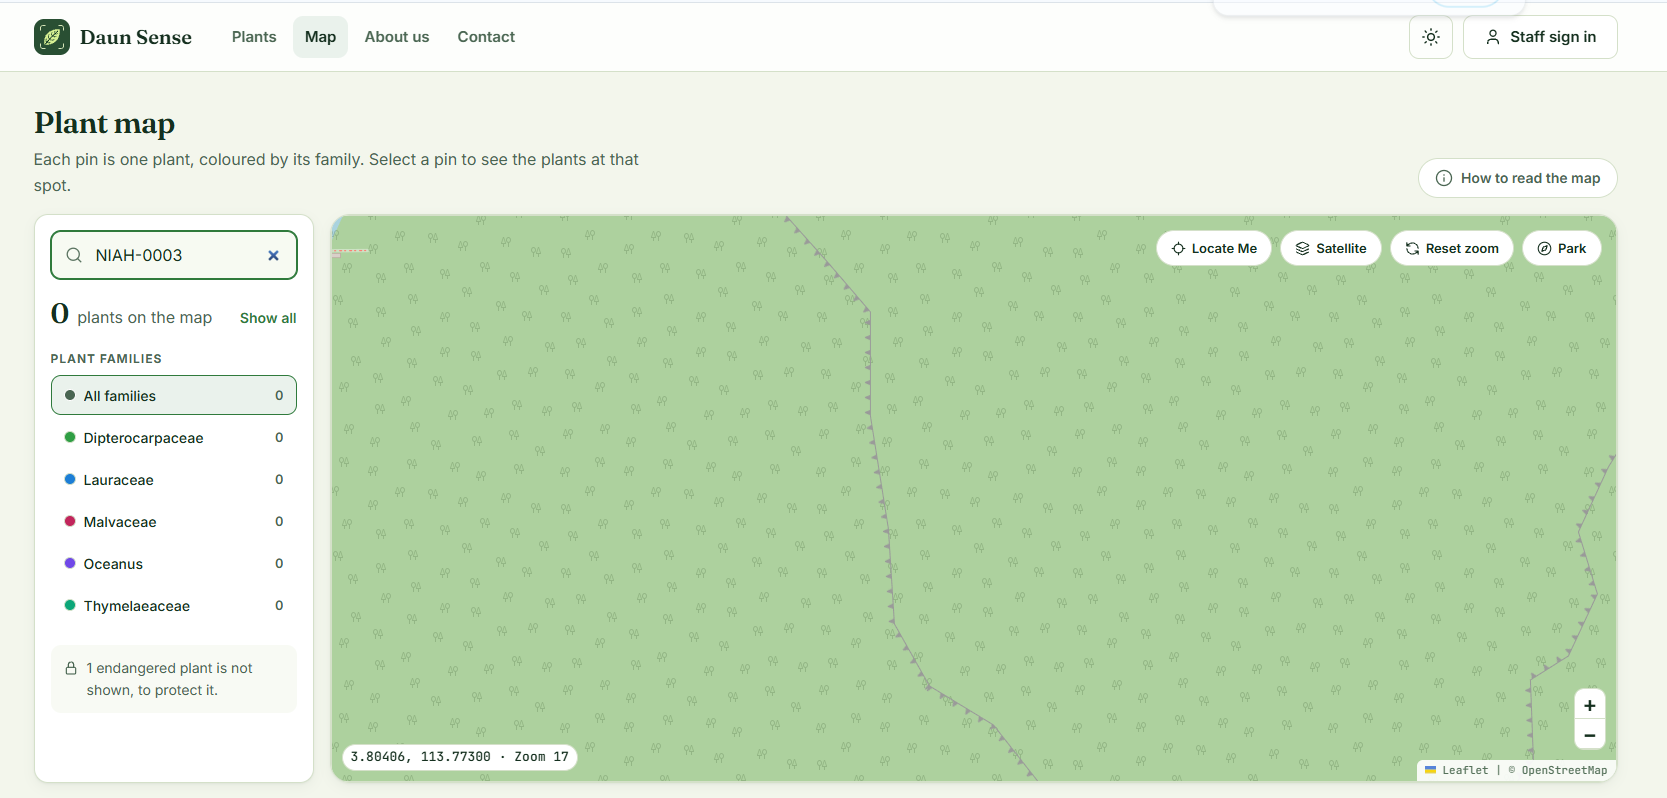 Daun Sense
Plants
Map
About us
Contact
Staff sign in
Plant map
Each pin is one plant, coloured by its family. Select a pin to see the plants at that
spot.
How to read the map
NIAH-0003
0 plants on the map
Show all
PLANT FAMILIES
All families 0
Dipterocarpaceae 0
Lauraceae 0
Malvaceae 0
Oceanus 0
Thymelaeaceae 0
1 endangered plant is not
shown, to protect it.
Locate Me
Satellite
Reset zoom
Park
+
−
3.80406, 113.77300 · Zoom 17
Leaflet | © OpenStreetMap